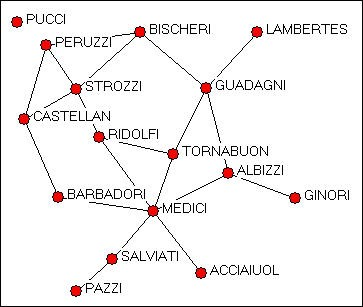 PUCCI
BISCHERI
LAMBERTES
PERUZZI
STROZZI
GUADAGNI
CASTELLAN
RIDOLFI
TORNABUON
ALBIZZI
BARBADORI
GINORI
MEDICI
SALVIATI
ACCIAIUOL
PAZZI